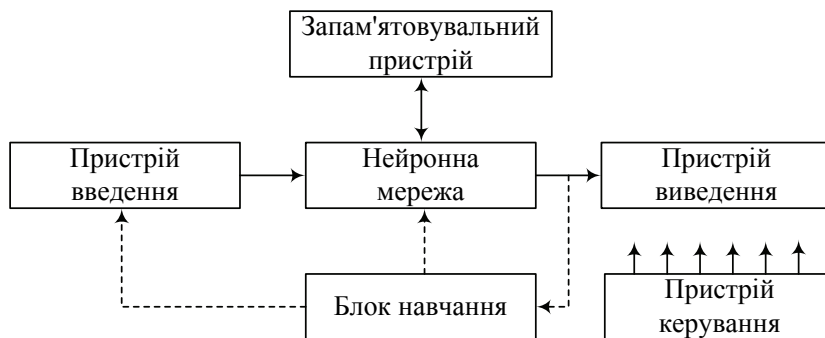 Запам'ятовувальний
пристрій
Пристрій
введення
Нейронна
мережа
Пристрій
виведення
Блок навчання
Пристрій
керування